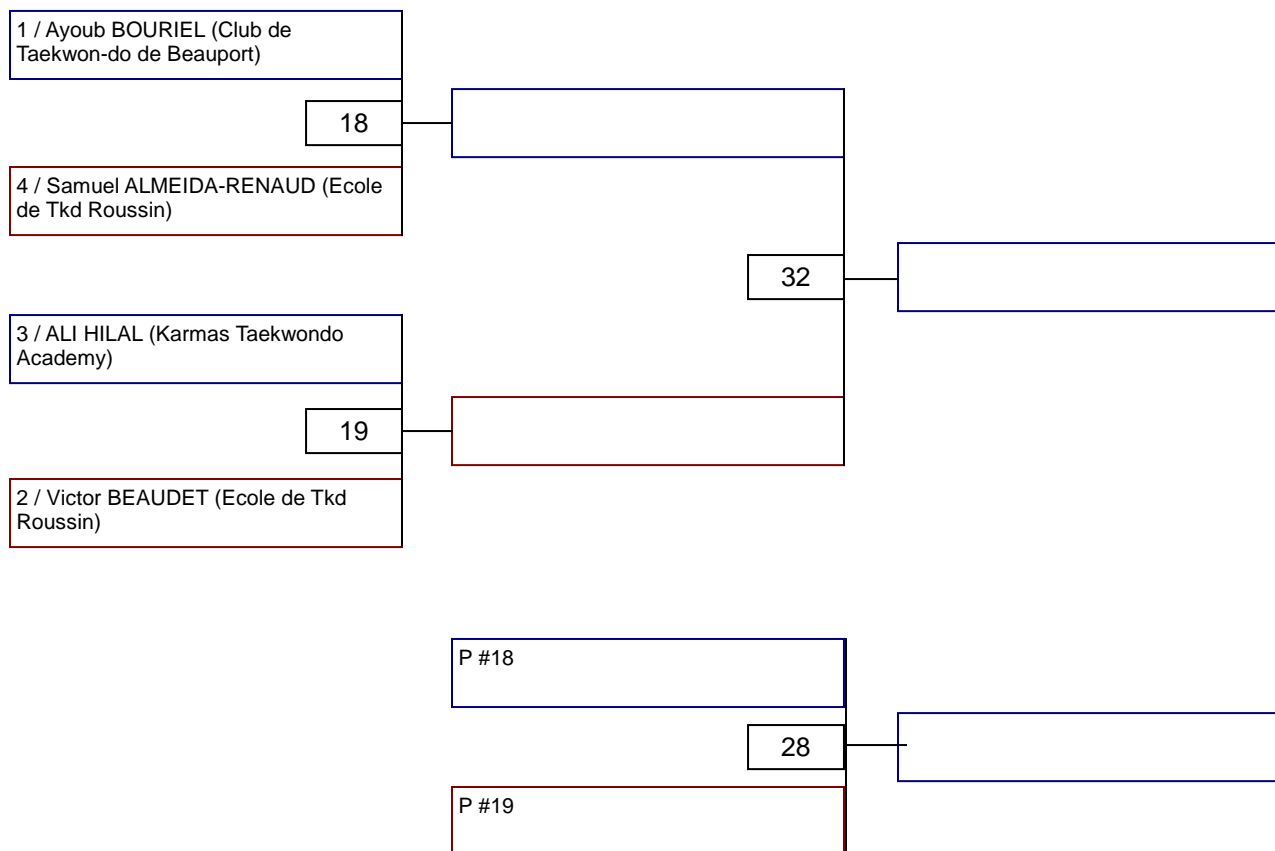 1 / Ayoub BOURIEL (Club de
Taekwon-do de Beauport)
18
4 / Samuel ALMEIDA-RENAUD (Ecole
de Tkd Roussin)
32
3 / ALI HILAL (Karmas Taekwondo
Academy)
19
2 / Victor BEAUDET (Ecole de Tkd
Roussin)
P #18
28
P #19